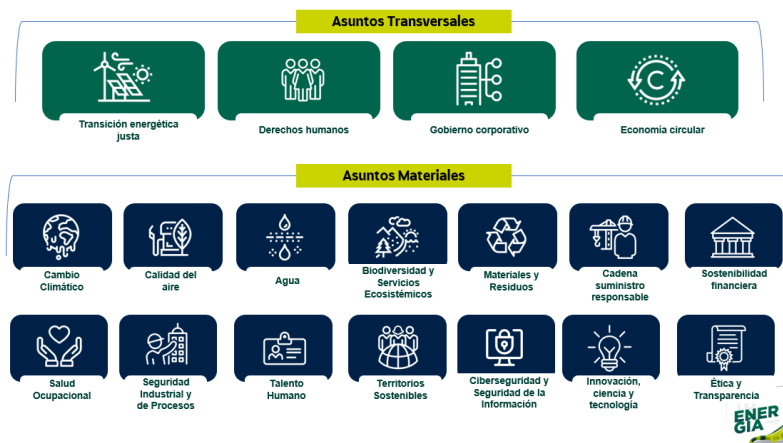 Asuntos Transversales
Transición energética
justa
Derechos humanos
Gobierno corporativo
C
Economía circular
Asuntos Materiales
Cambio
Climático
Calidad del
aire
Agua
Biodiversidad y
Servicios
Ecosistémicos
Materiales y
Residuos
Cadena
suministro
responsable
Sostenibilidad
financiera
Salud
Ocupacional
Seguridad
Industrial y
de Procesos
Talento
Humano
Territorios
Sostenibles
Ciberseguridad y
Seguridad de la
Información
Innovación,
ciencia y
tecnología
Ética y
Transparencia
ENER
GIA